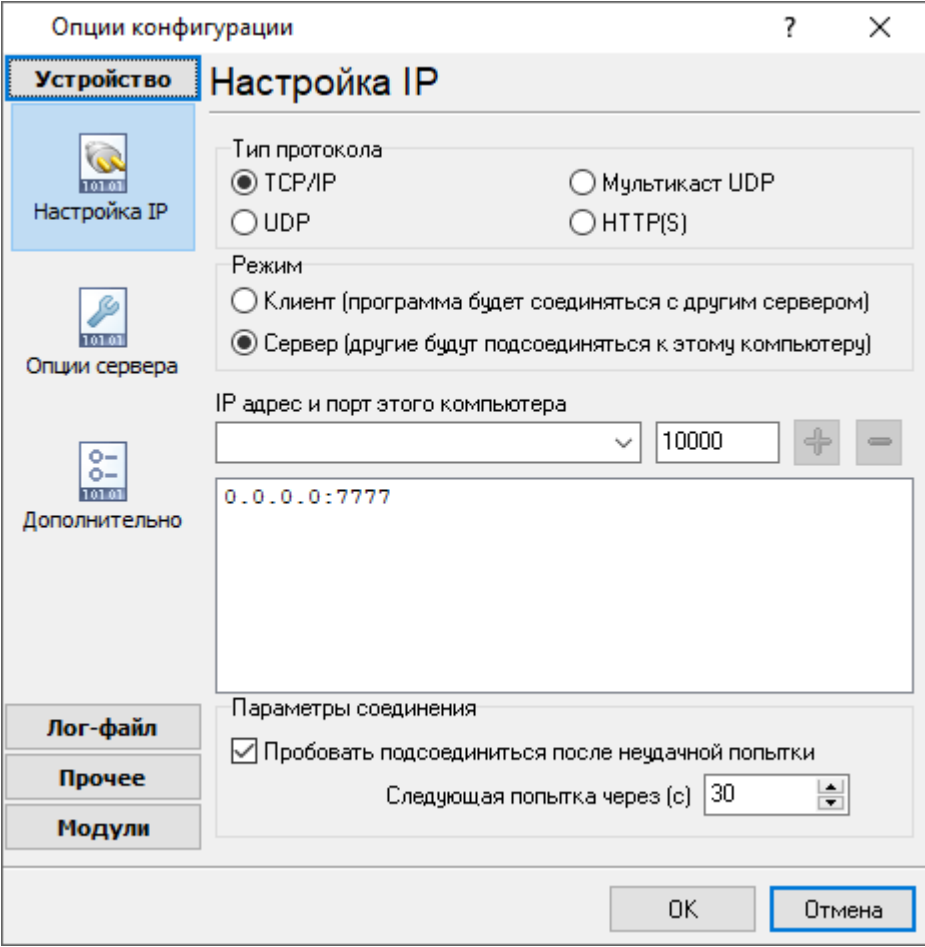 Опции конфигурации
?
Устройство
Настройка IP
101.01
Настройка IP
101.01
Опции сервера
101.01
Дополнительно
Лог-файл
Прочее
Модули
Тип протокола
TCP/IP
Мультикаст UDP
UDP
HTTP(S)
Режим
Клиент (программа будет соединяться с другим сервером)
Сервер (другие будут подсоединяться к этому компьютеру)
IP адрес и порт этого компьютера
10000
0.0.0.0:7777
Параметры соединения
Пробовать подсоединиться после неудачной попытки
Следующая попытка через (с) 30
OK
Отмена